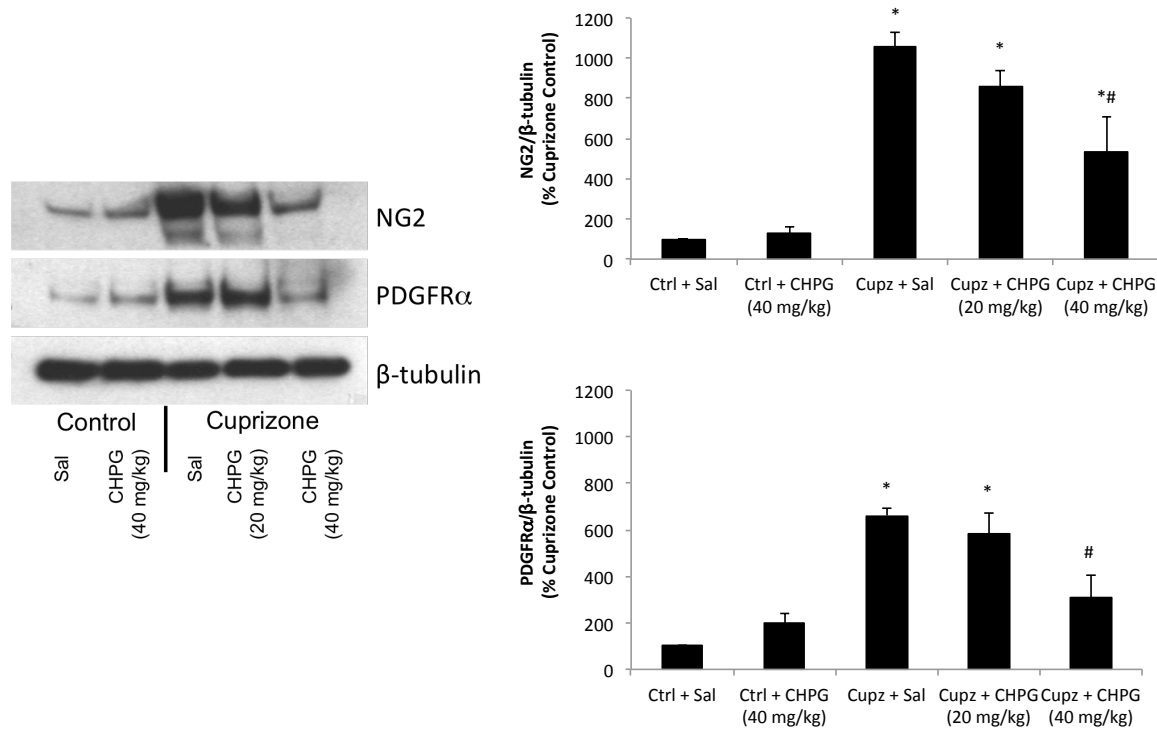 NG2
PDGFRα
β-tubulin
Control
Cuprizone
Sal
CHPG
(40 mg/kg)
Sal
CHPG
(20 mg/kg)
CHPG
(40 mg/kg)
NG2/β-tubulin
(% Cuprizone Control)
1200
1000
800
600
400
200
0
*
*
*#
Ctrl + Sal
Ctrl + CHPG
(40 mg/kg)
Cupz + Sal
Cupz + CHPG
(20 mg/kg)
Cupz + CHPG
(40 mg/kg)
PDGFRα/β-tubulin
(% Cuprizone Control)
1200
1000
800
600
400
200
0
*
*
#
Ctrl + Sal
Ctrl + CHPG
(40 mg/kg)
Cupz + Sal
Cupz + CHPG
(20 mg/kg)
Cupz + CHPG
(40 mg/kg)